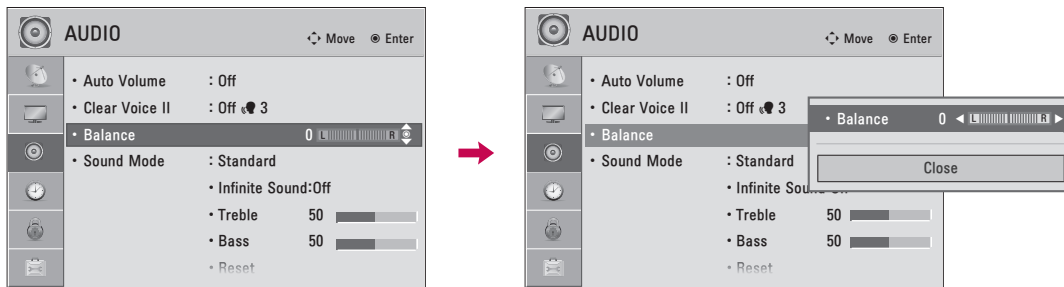 AUDIO Move Enter
• Auto Volume : Off
• Clear Voice II : Off 3
• Balance 0 L R
• Sound Mode : Standard
• Infinite Sound:Off
• Treble 50
• Bass 50
• Reset
AUDIO Move Enter
• Auto Volume : Off
• Clear Voice II : Off 3
• Balance
• Sound Mode : Standard
• Infinite
• Treble 50
• Bass 50
• Reset
• Balance 0 L R
Close